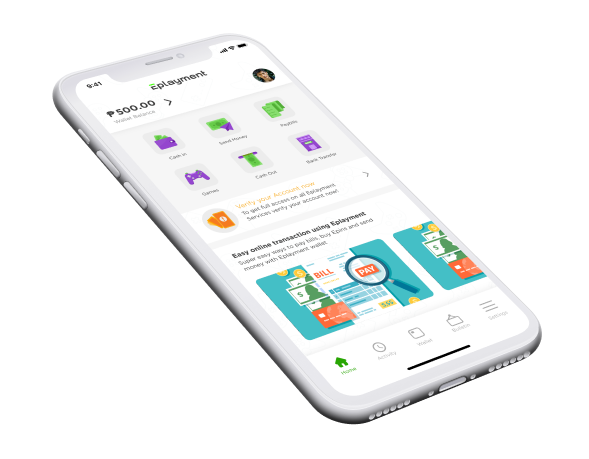 9:41
Eplayment
₱500.00
Wallet Balance
Cash In
Send Money
Paybills
Games
Cash Out
Bank Transfer
Verify your Account now
To get full access on all Eplayment
Services verify your account now!
Easy online transaction using Eplayment
Super easy ways to pay bills, buy Epins and send
money with Eplayment wallet
BILL
PAY
Home
Activity
Wallet
Settings